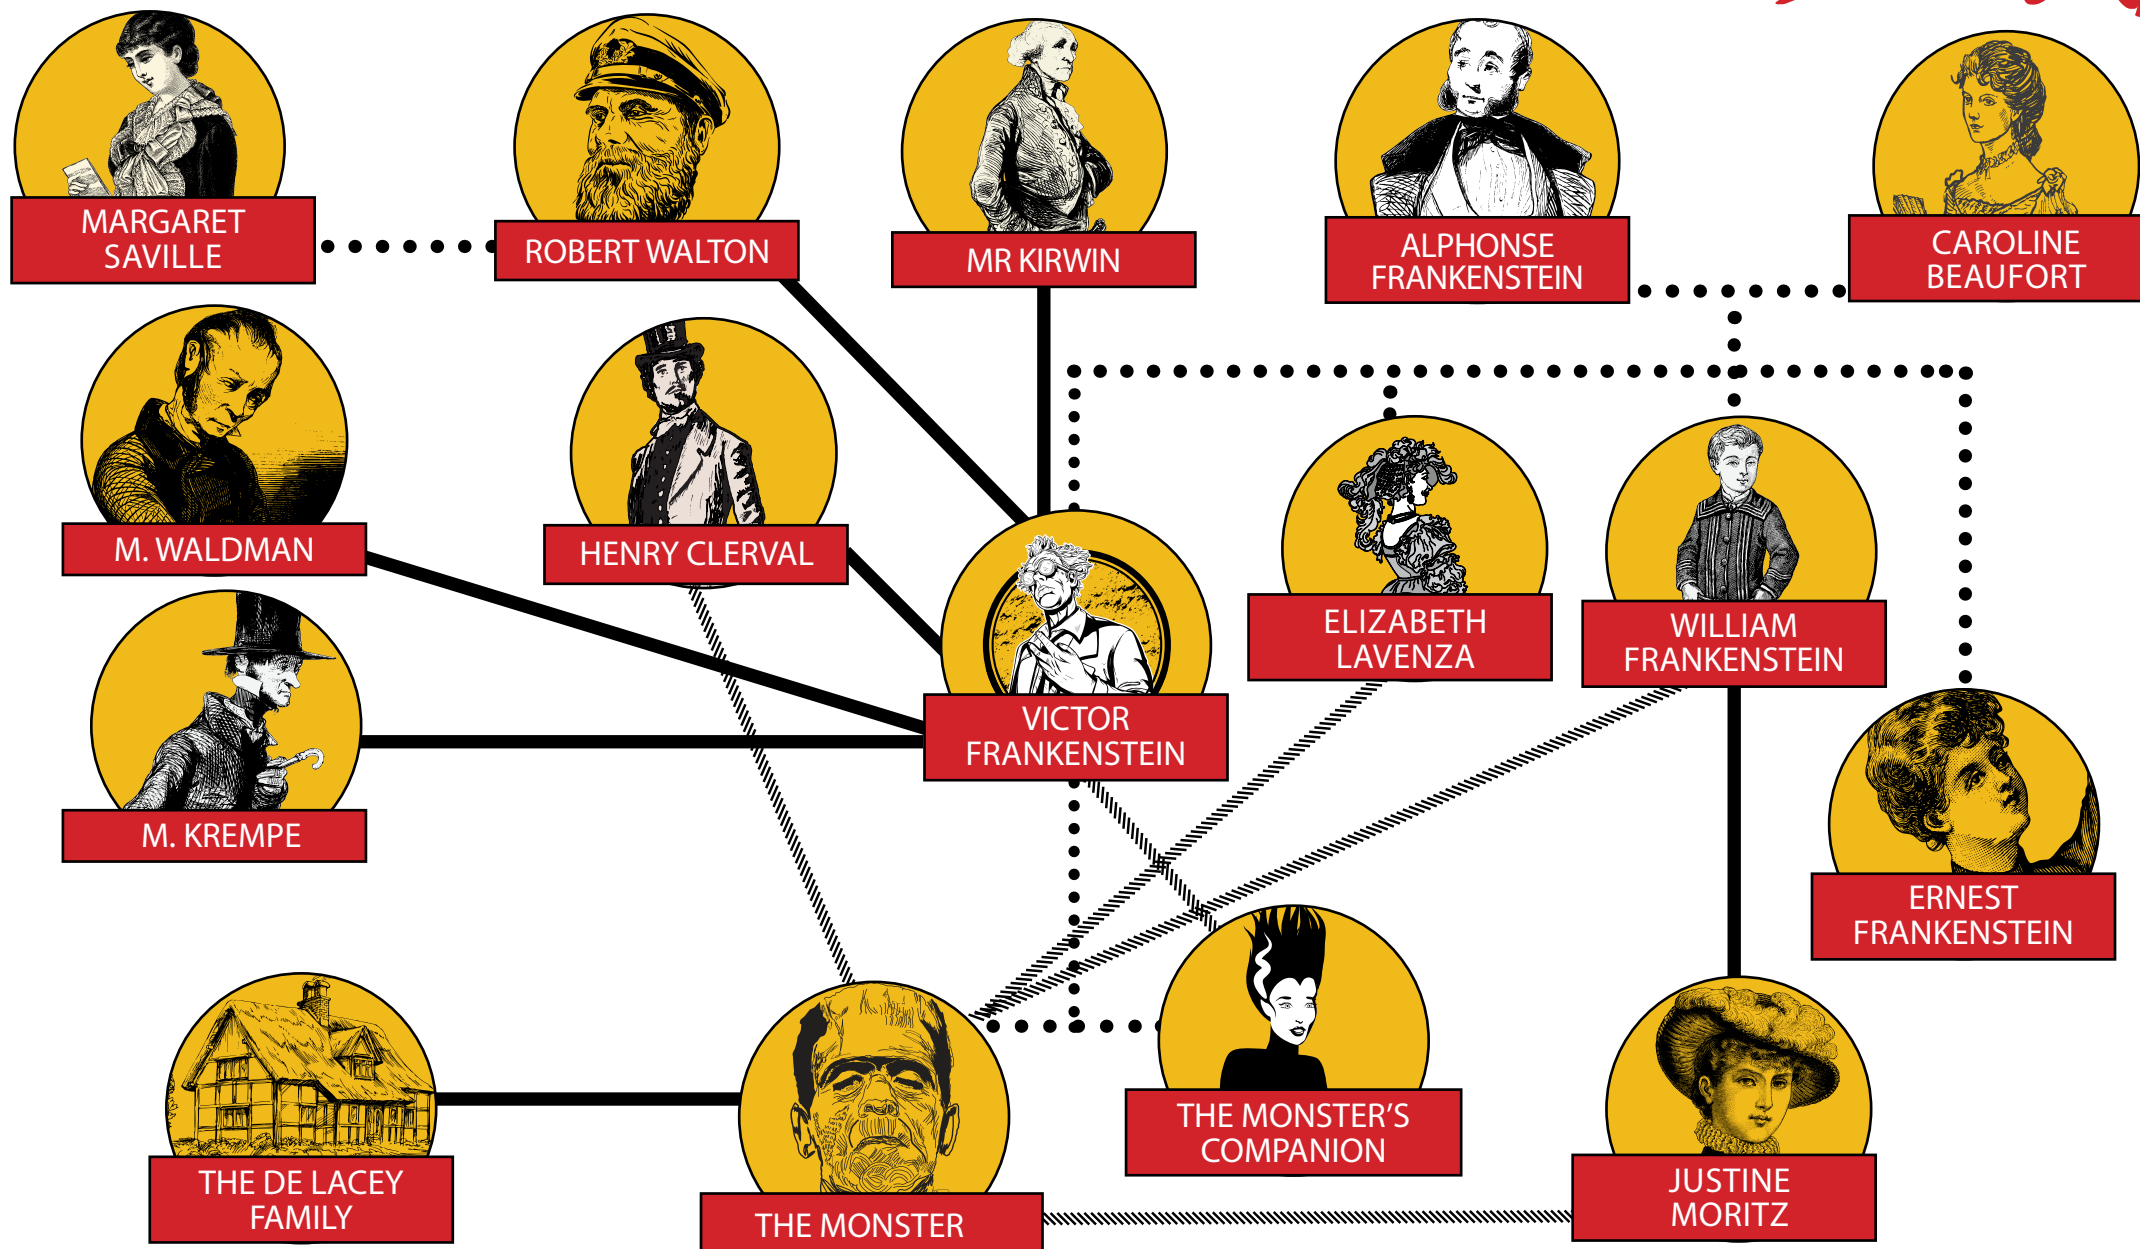 MARGARET
SAVILLE
ROBERT WALTON
MR KIRWIN
ALPHONSE
FRANKENSTEIN
CAROLINE
BEAUFORT
M. WALDMAN
HENRY CLERVAL
VICTOR
FRANKENSTEIN
ELIZABETH
LAVENZA
WILLIAM
FRANKENSTEIN
M. KREMPE
ERNEST
FRANKENSTEIN
THE DE LACEY
FAMILY
THE MONSTER
THE MONSTER'S
COMPANION
JUSTINE
MORITZ